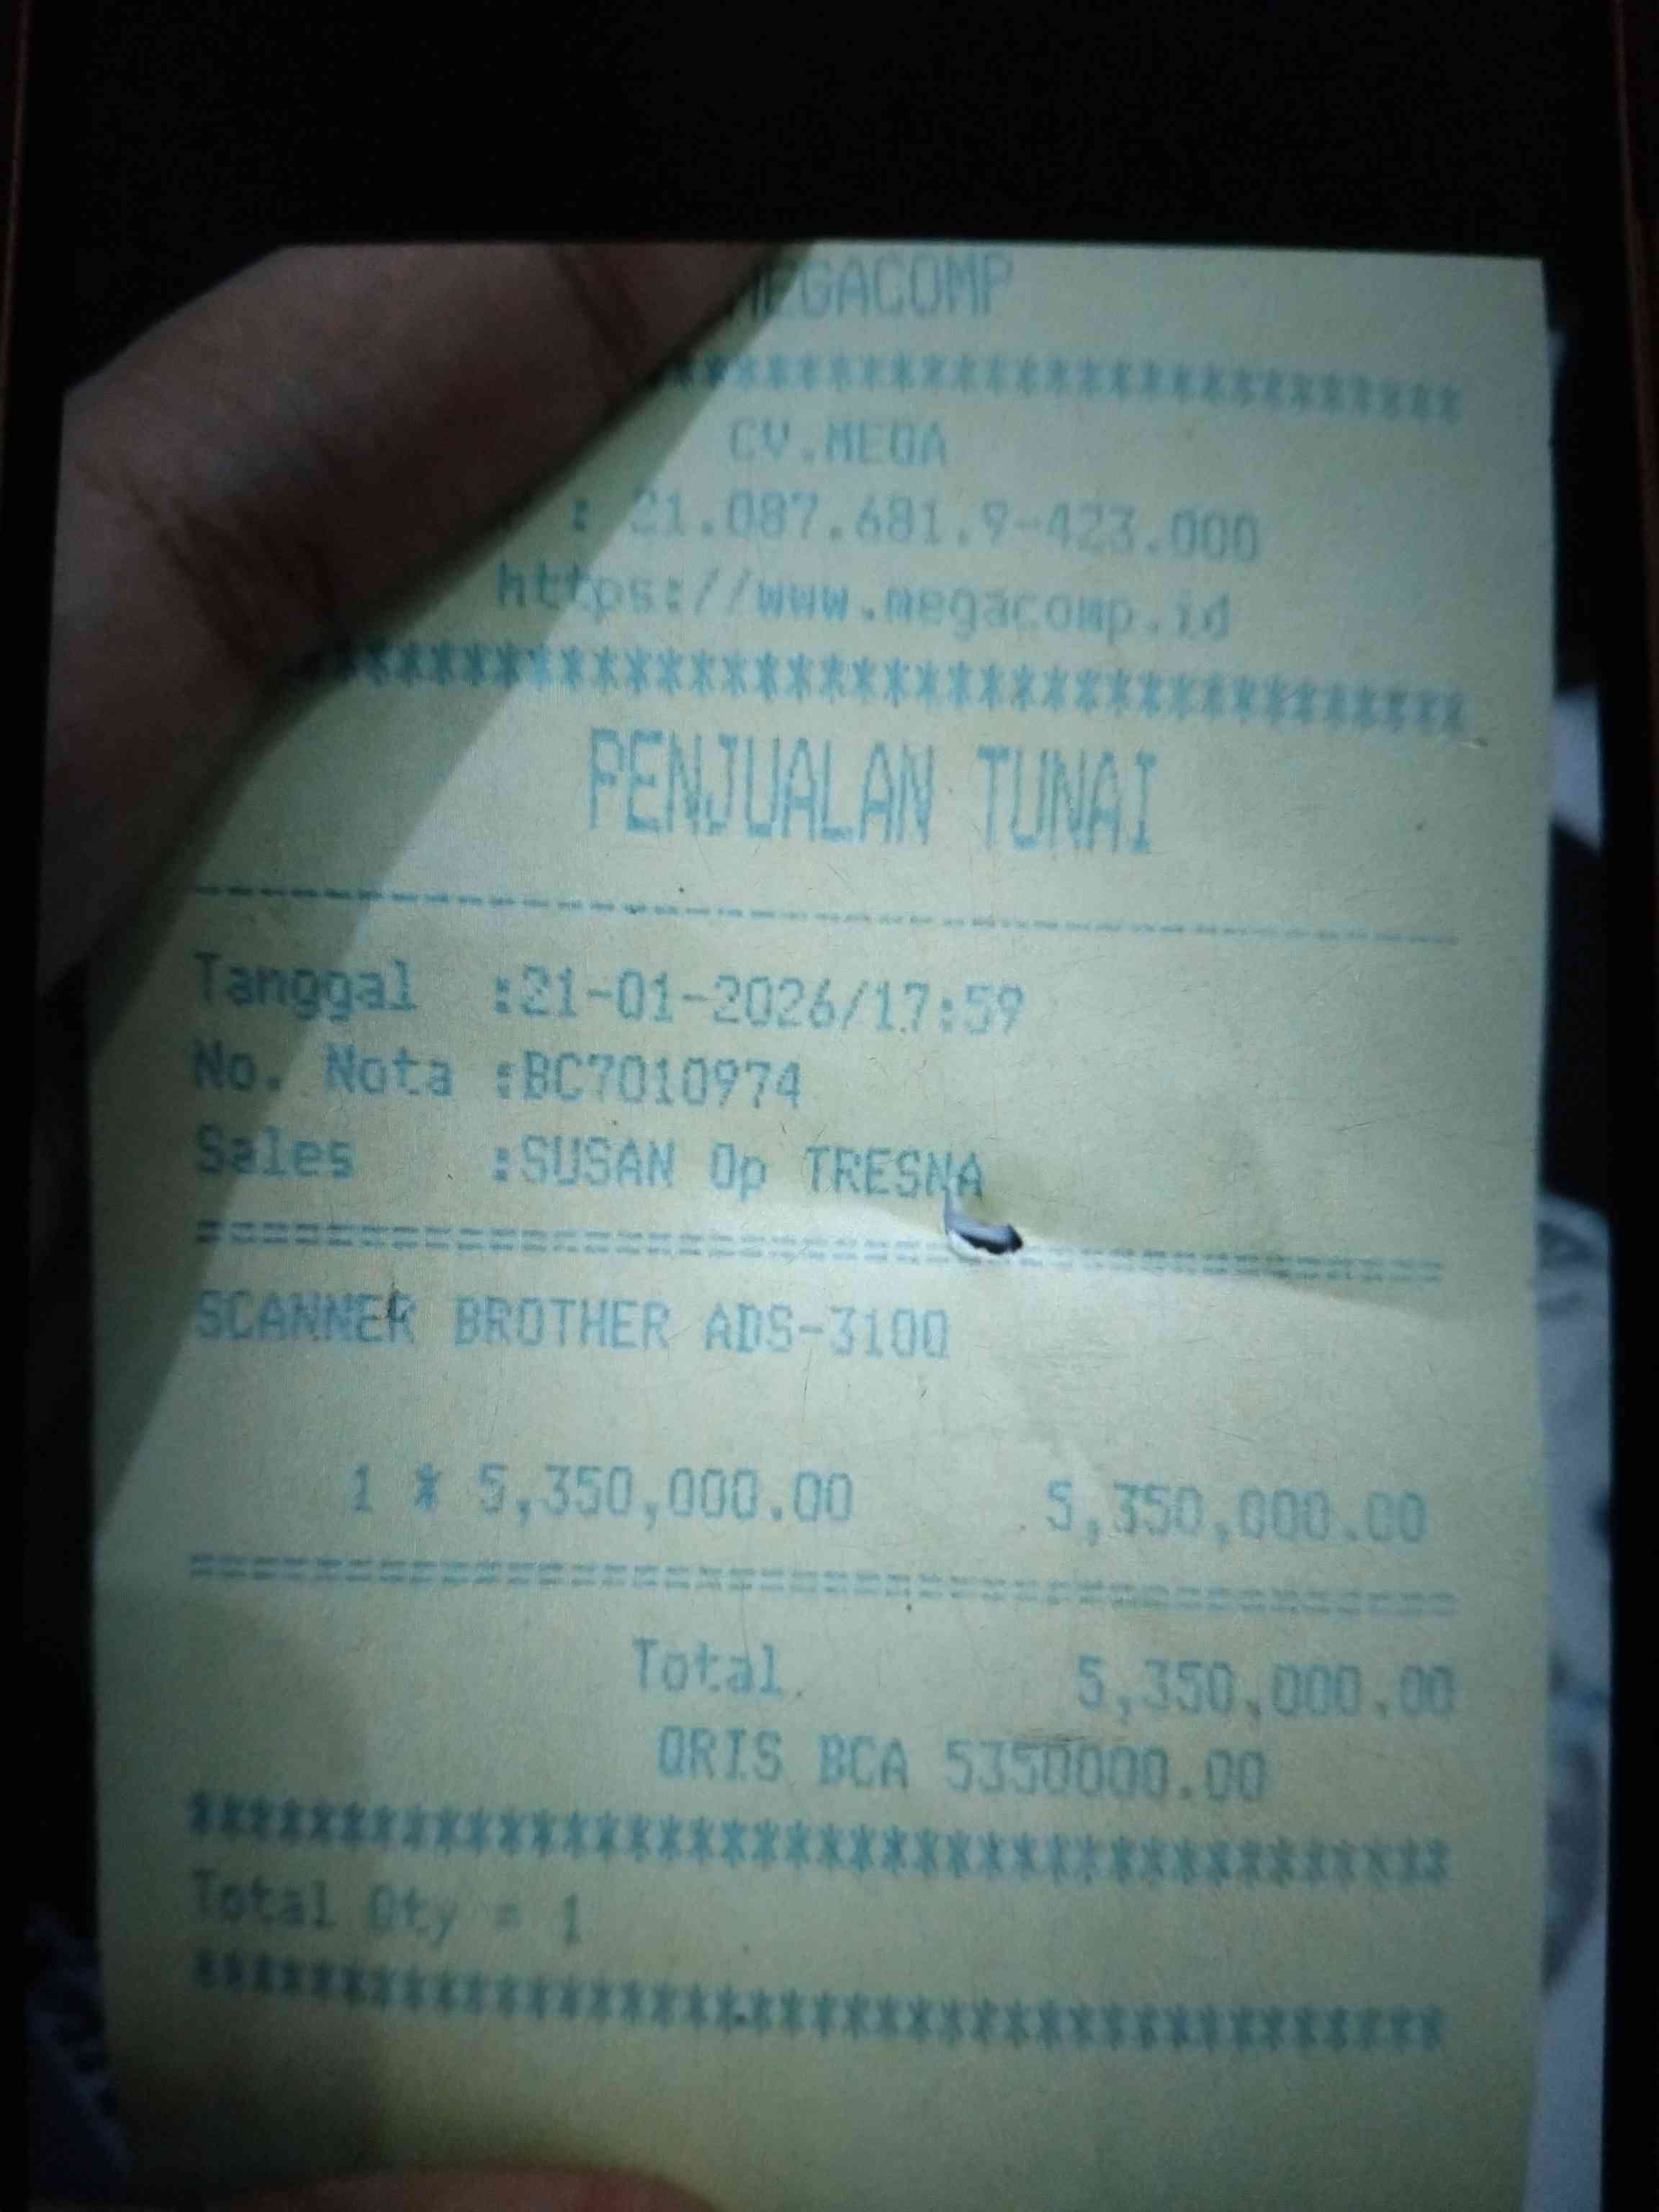 MEGACOMP
*******************************
CV.MEGA
: 21.087.681.9-423.000
https://www.megacomp.id
***************************************
PENJUALAN TUNAI
----------------------------------------
Tanggal :21-01-2026/17:59
No. Nota :BC7010974
Sales :SUSAN Op TRESNA
========================================
SCANNER BROTHER ADS-3100
1 * 5,350,000.00 5,350,000.00
========================================
Total 5,350,000.00
QRIS BCA 5350000.00
****************************************
Total Qty = 1
****************************************